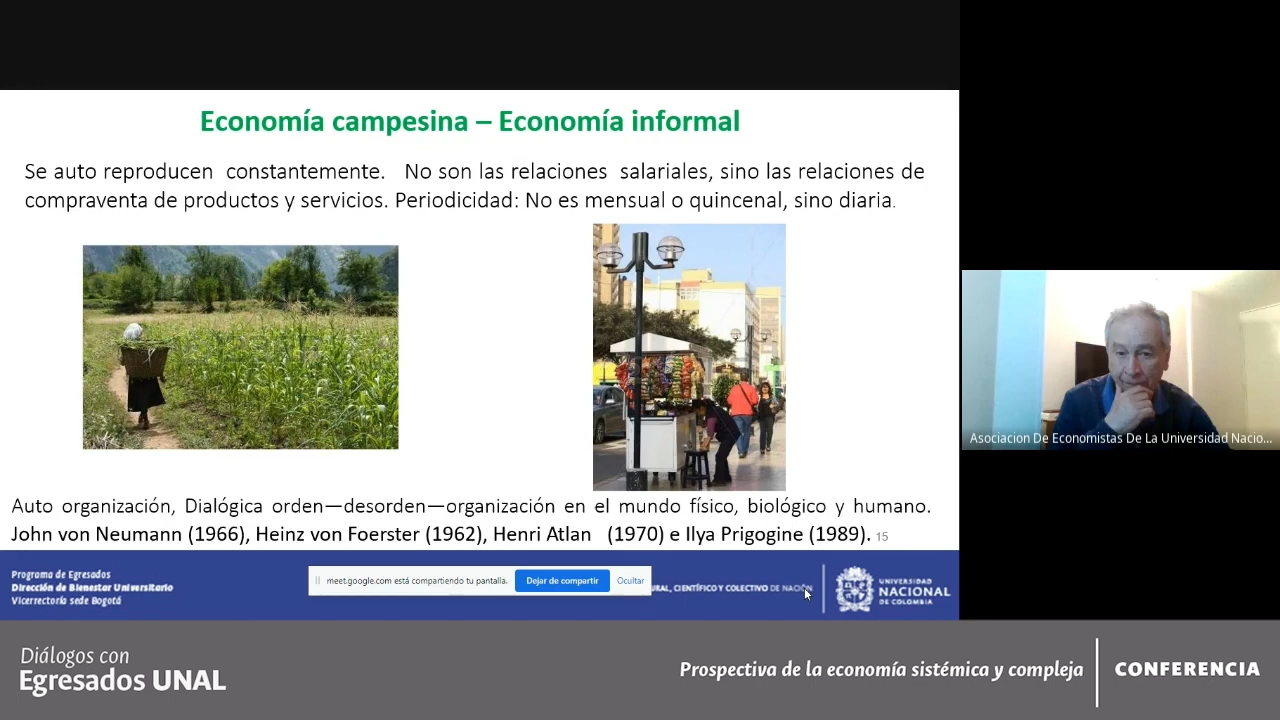 Economía campesina – Economía informal
Se auto reproducen constantemente. No son las relaciones salariales, sino las relaciones de
compraventa de productos y servicios. Periodicidad: No es mensual o quincenal, sino diaria.
Auto organización, Dialógica orden—desorden—organización en el mundo físico, biológico y humano.
John von Neumann (1966), Heinz von Foerster (1962), Henri Atlan (1970) e Ilya Prigogine (1989). 15
Programa de Egresados
Dirección de Bienestar Universitario
Vicerrectoría sede Bogotá
meet.google.com está compartiendo tu pantalla.
Dejar de compartir
Ocultar
URAL, CIENTÍFICO Y COLECTIVO DE NACIÓN
UNIVERSIDAD
NACIONAL
DE COLOMBIA
Asociacion De Economistas De La Universidad Nacio...
Diálogos con
Egresados UNAL
Prospectiva de la economía sistémica y compleja
CONFERENCIA